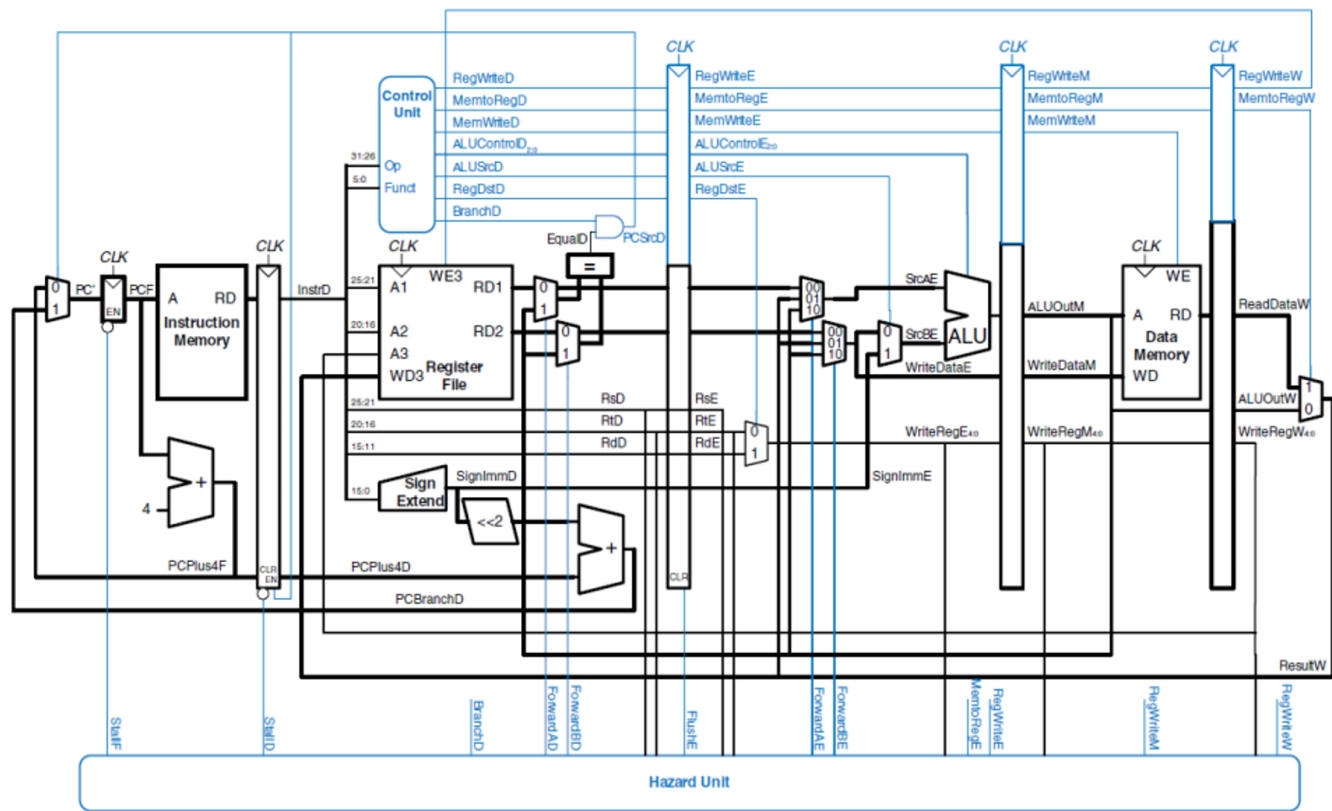 CLK CLK CLK
RegWriteD RegWriteE RegWriteM RegWriteW
Control Unit
MemtoRegD MemtoRegE MemtoRegM MemtoRegW
MemWriteD MemWriteE MemWriteM
ALUControlD2:0 ALUControlE2:0
31:26 Op ALUSrcD ALUSrcE
5:0 Funct RegDstD RegDstE
BranchD
EqualD PCSrcD
CLK CLK CLK CLK
WE3 = WE
0 1 PC' PCF A RD InstrD 25:21 A1 RD1 0 1 00 01 10 SrcAE ALUOutM A RD ReadDataW
EN Instruction Memory 20:16 A2 RD2 0 1 00 01 10 0 1 SrcBE ALU Data Memory
A3 Register File WriteDataE WriteDataM WD
WD3 1 0
25:21 RsD RsE ALUOutW
20:16 RtD RtE 0 WriteRegE4:0 WriteRegM4:0 WriteRegW4:0
15:11 RdD RdE 1
15:0 Sign Extend SignImmD SignImmE
+ 4 <<2 +
PCPlus4F CLR EN PCPlus4D CLR
PCBranchD
ResultW
StallF StallD BranchD ForwardAD ForwardBD FlushE ForwardAE ForwardBE MemtoRegE RegWriteE RegWriteM RegWriteW
Hazard Unit